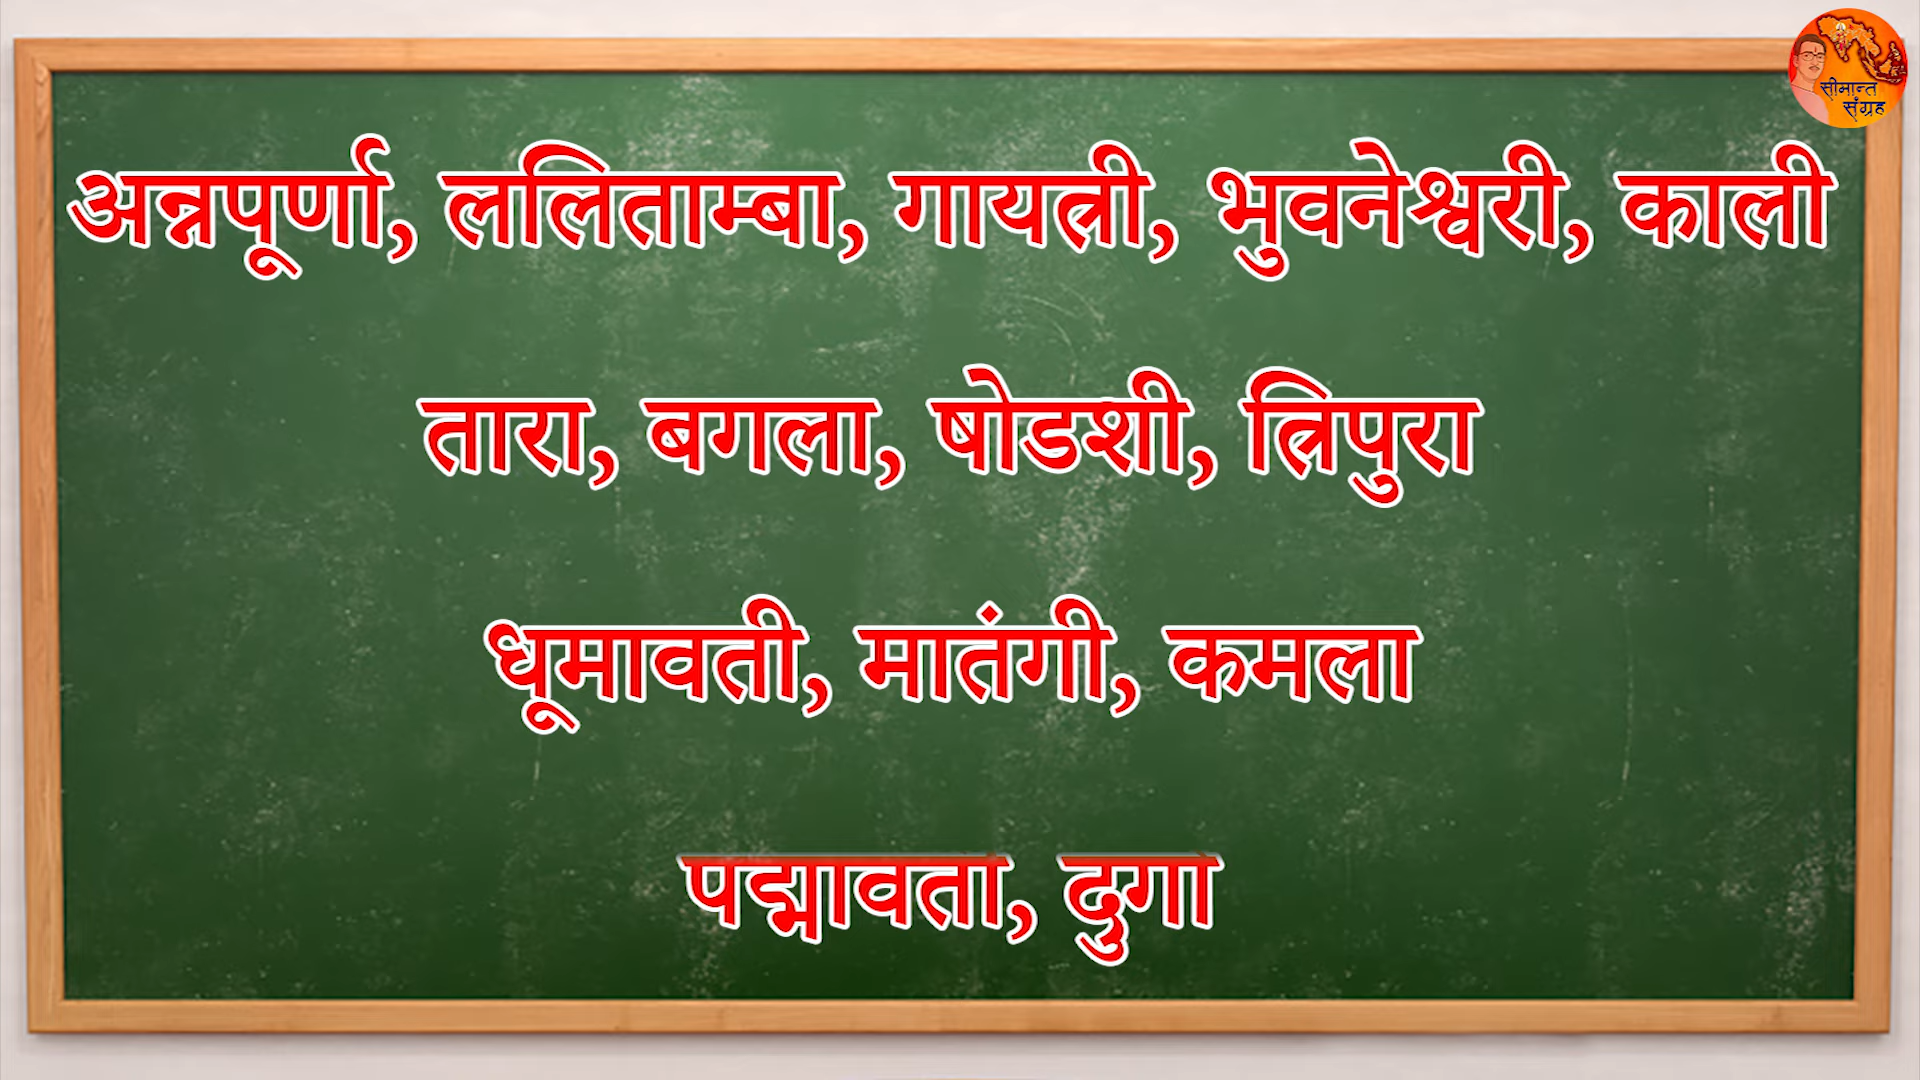 सीमान्त
संग्रह
अन्नपूर्णा, ललिताम्बा, गायत्री, भुवनेश्वरी, काली
तारा, बगला, षोडशी, त्रिपुरा
धूमावती, मातंगी, कमला
पद्मावता, दुगा